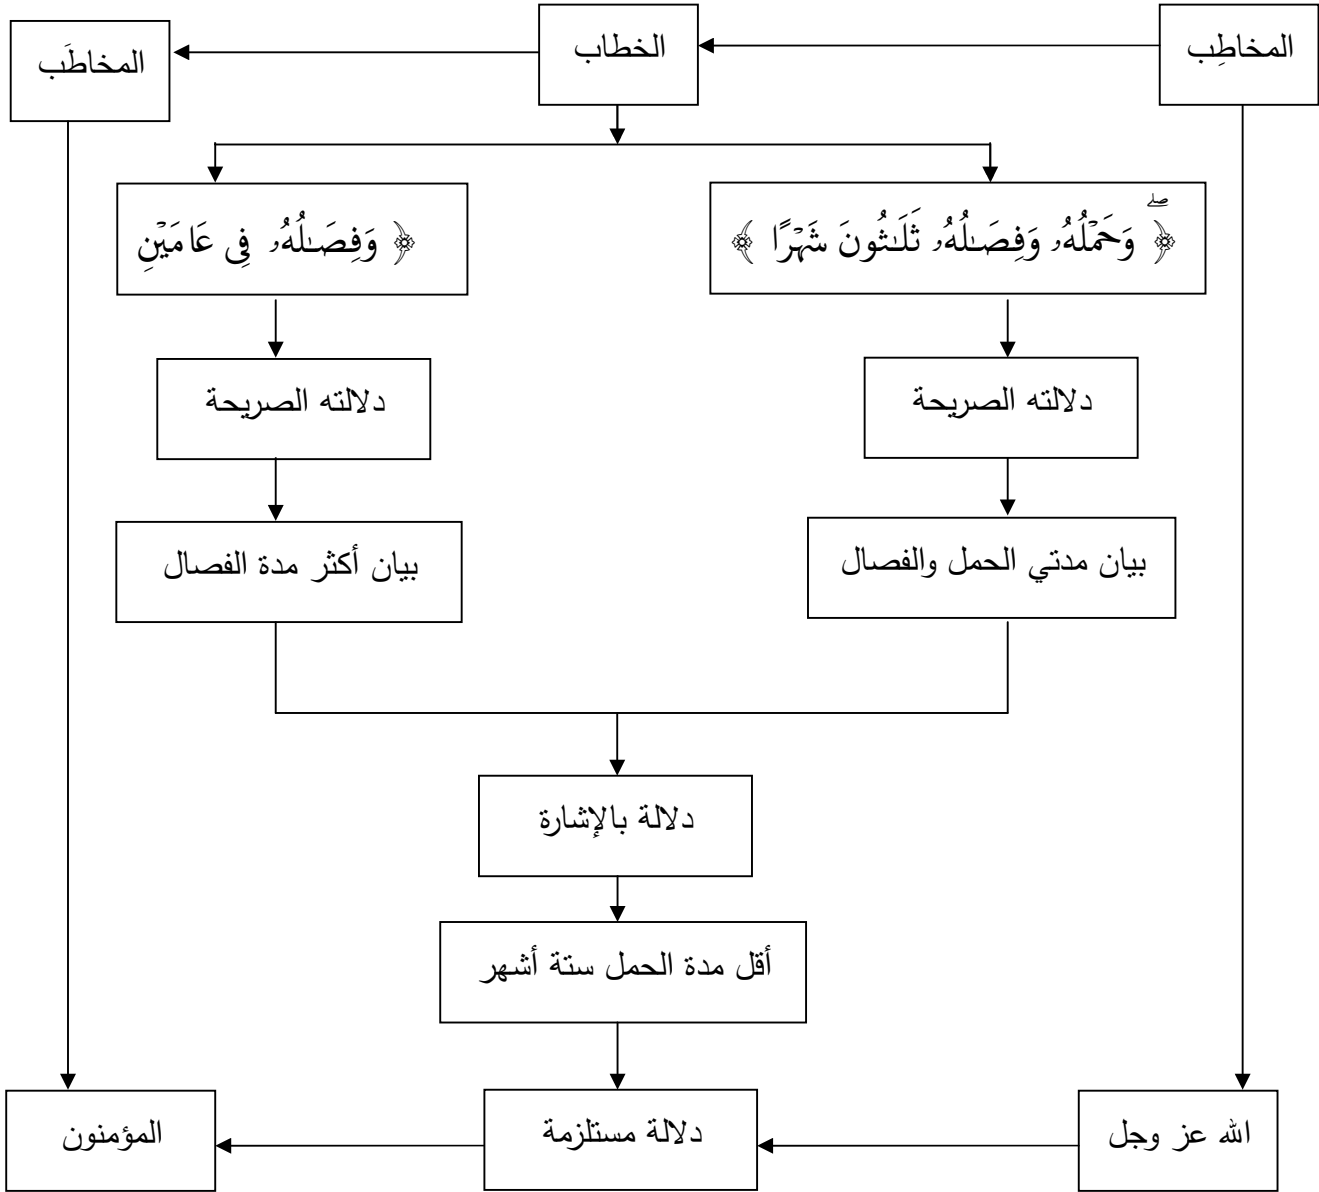 المخاطِب
الخطاب
المخاطَب
﴿ ۖ وَحَمْلُهُۥ وَفِصَـٰلُهُۥ ثَلَـٰثُونَ شَهْرًا ﴾
﴿ وَفِصَـٰلُهُۥ فِى عَامَيْنِ
دلالته الصريحة
دلالته الصريحة
بيان مدتي الحمل والفصال
بيان أكثر مدة الفصال
دلالة بالإشارة
أقل مدة الحمل ستة أشهر
الله عز وجل
دلالة مستلزمة
المؤمنون